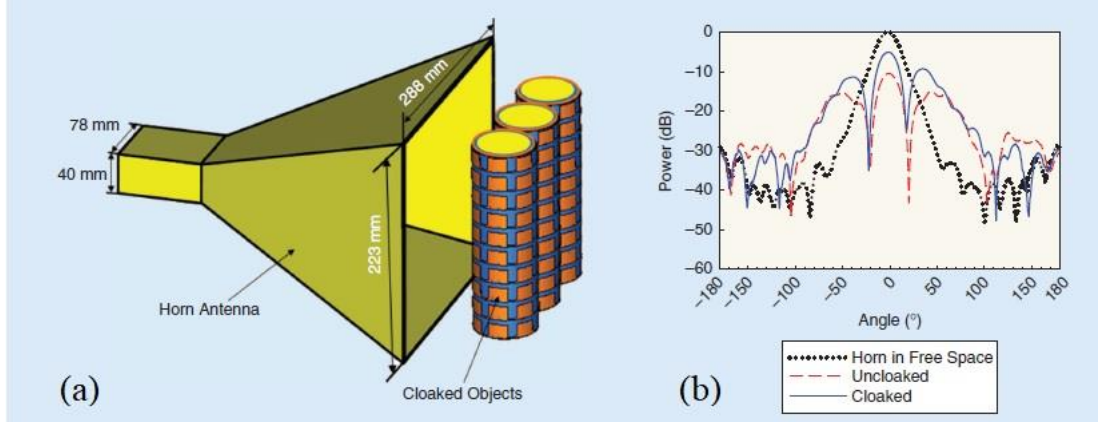 78 mm
40 mm
288 mm
223 mm
Horn Antenna
Cloaked Objects
(a)
Power (dB)
0
–10
–20
–30
–40
–50
–60
–180
–150
–100
–50
0
50
100
150
180
Angle (°)
Horn in Free Space
Uncloaked
Cloaked
(b)